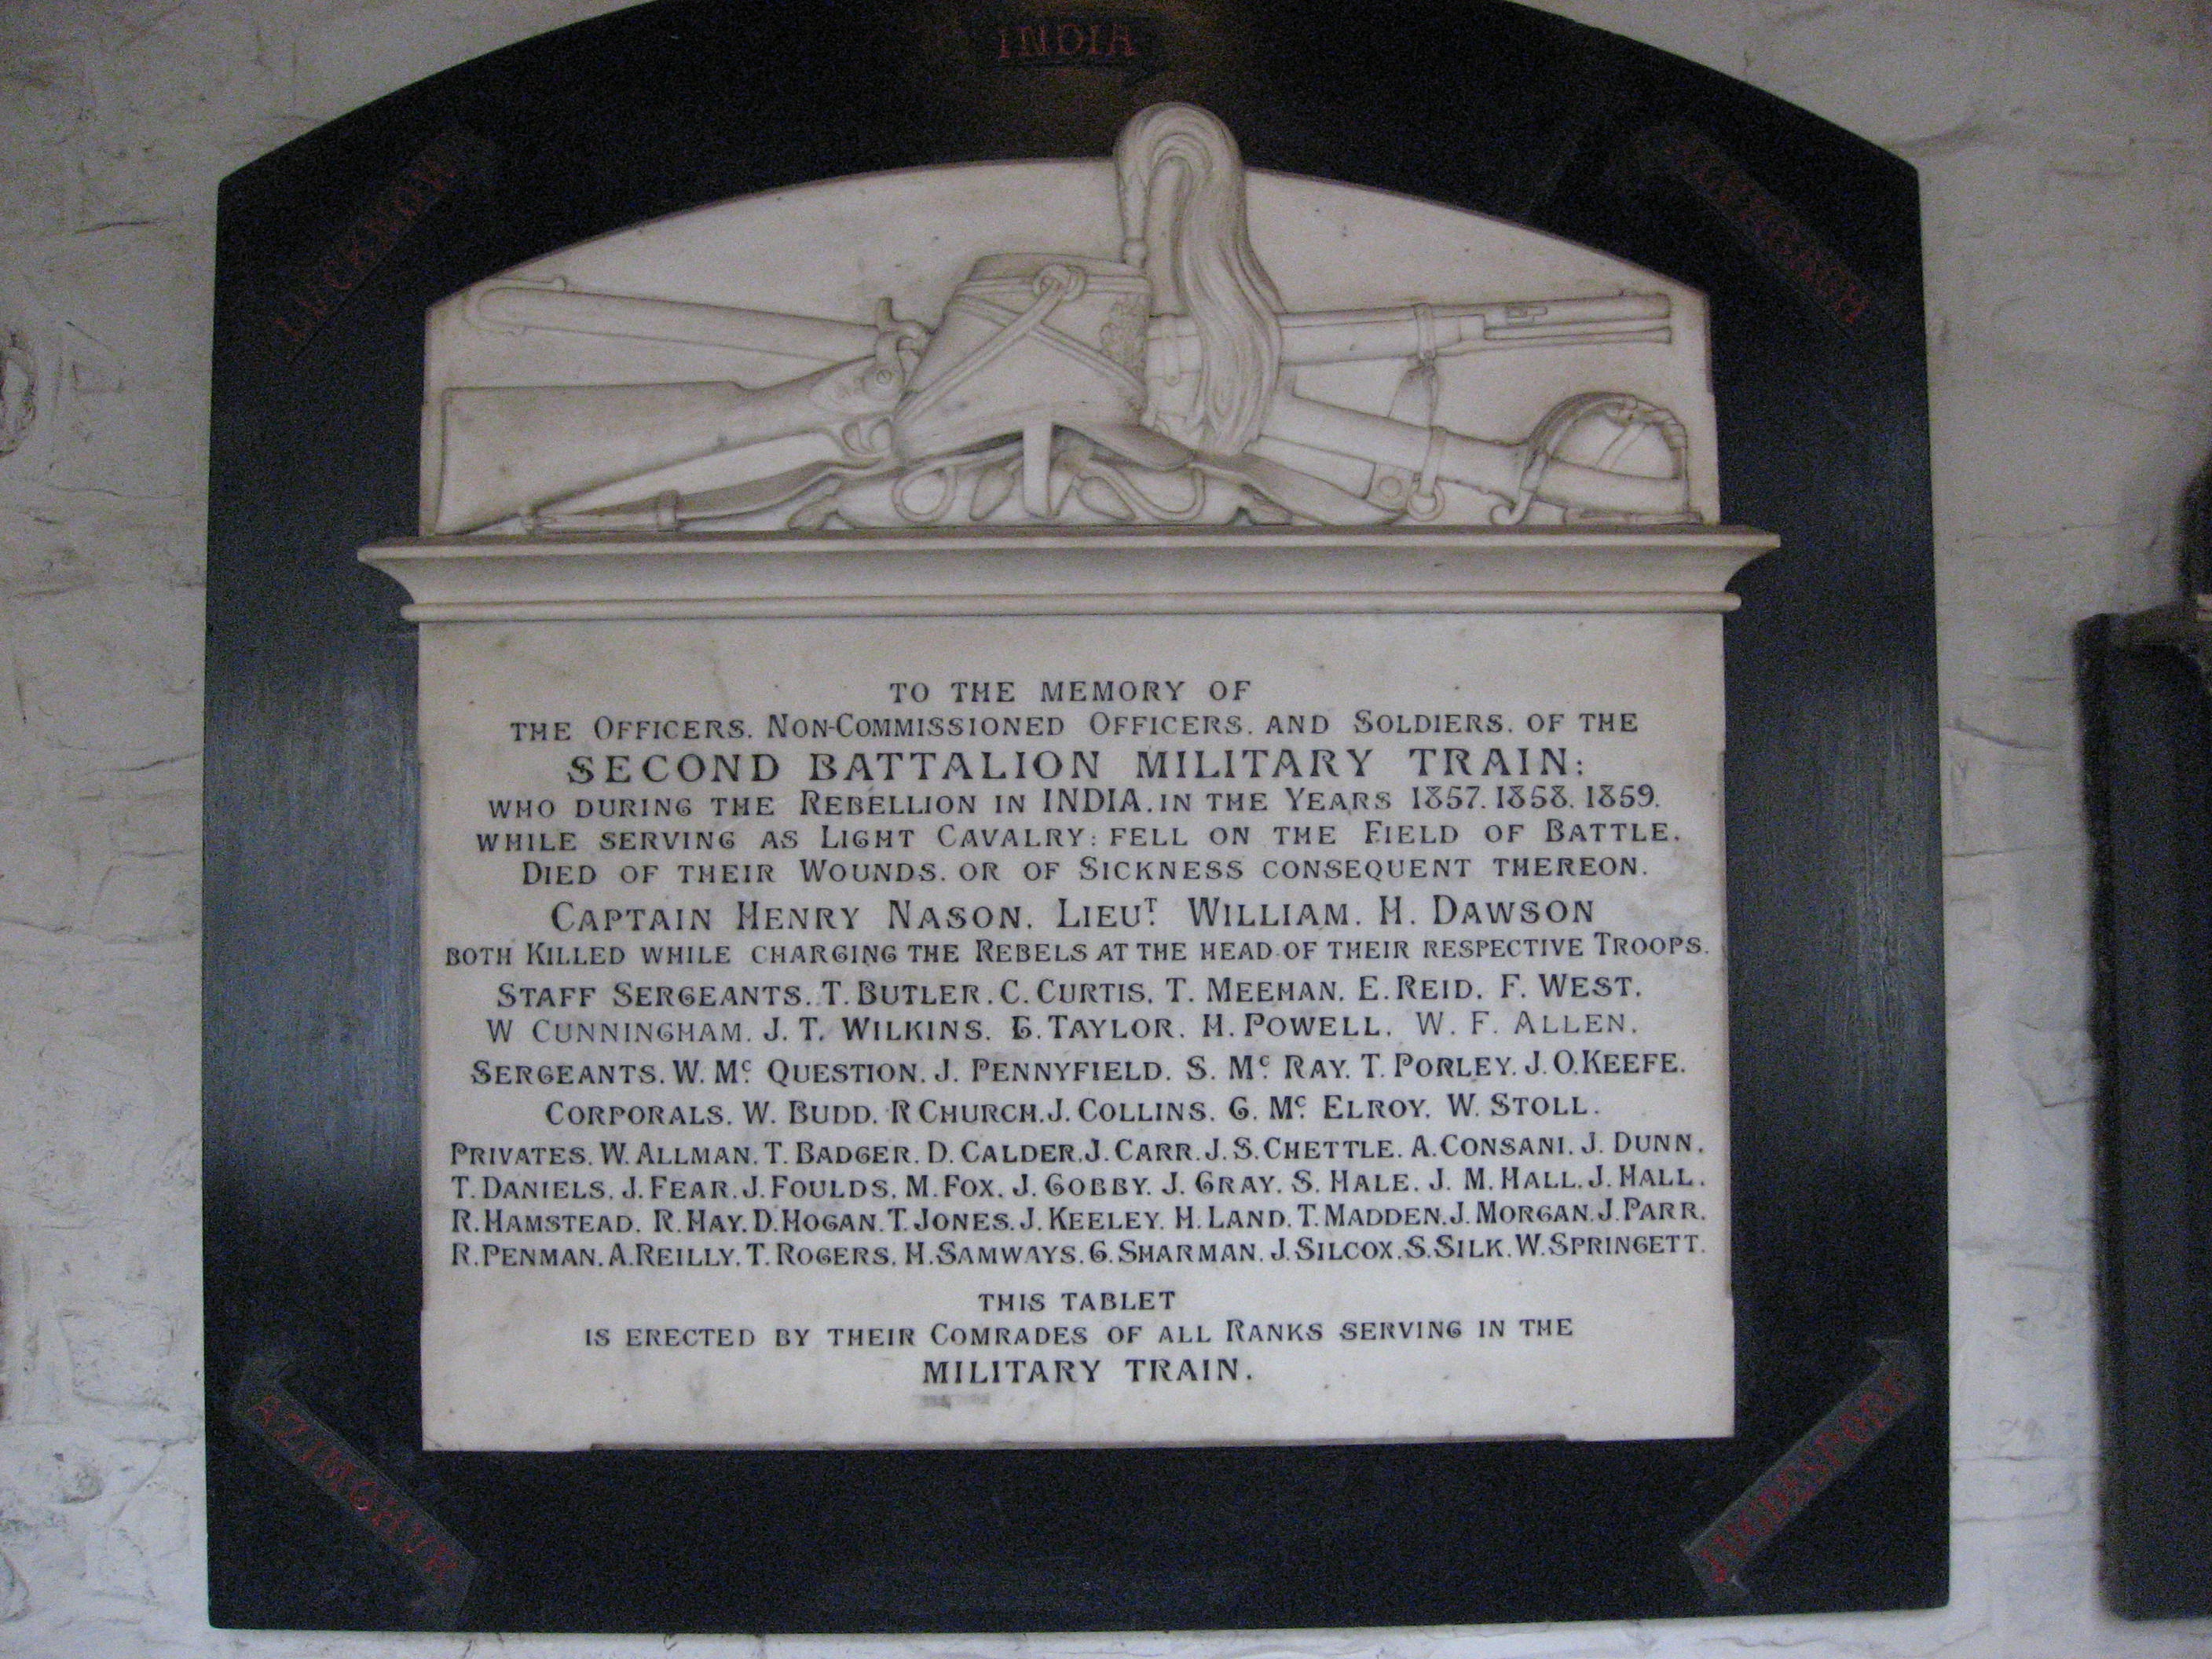 INDIA
LUCKNOW
TO THE MEMORY OF
THE OFFICERS. NON-COMMISSIONED OFFICERS. AND SOLDIERS. OF THE
SECOND BATTALION MILITARY TRAIN:
WHO DURING THE REBELLION IN INDIA. IN THE YEARS 1857. 1858. 1859.
WHILE SERVING AS LIGHT CAVALRY: FELL ON THE FIELD OF BATTLE.
DIED OF THEIR WOUNDS. OR OF SICKNESS CONSEQUENT THEREON.
CAPTAIN HENRY NASON. LIEUT. WILLIAM. H. DAWSON
BOTH KILLED WHILE CHARGING THE REBELS AT THE HEAD OF THEIR RESPECTIVE TROOPS.
STAFF SERGEANTS. T. BUTLER. C. CURTIS. T. MEEHAN. E. REID. F. WEST.
W CUNNINGHAM. J. T. WILKINS. G. TAYLOR. H. POWELL. W. F. ALLEN.
SERGEANTS. W. Mc. QUESTION. J. PENNYFIELD. S. Mc. RAY. T. PORLEY. J. O.KEEFE.
CORPORALS. W. BUDD. R CHURCH. J. COLLINS. G. Mc. ELROY. W. STOLL.
PRIVATES. W. ALLMAN. T. BADGER. D. CALDER. J. CARR. J. S. CHETTLE. A. CONSANI. J. DUNN.
T. DANIELS. J. FEAR. J. FOULDS. M. FOX. J. GOBBY. J. GRAY. S. HALE. J. M. HALL. J. HALL.
R. HAMSTEAD. R. HAY. D. HOGAN. T. JONES. J. KEELEY. H. LAND. T. MADDEN. J. MORGAN. J. PARR.
R. PENMAN. A. REILLY. T. ROGERS. H. SAMWAYS. G. SHARMAN. J. SILCOX. S. SILK. W. SPRINGETT.
THIS TABLET
IS ERECTED BY THEIR COMRADES OF ALL RANKS SERVING IN THE
MILITARY TRAIN.
AZIMGHUR